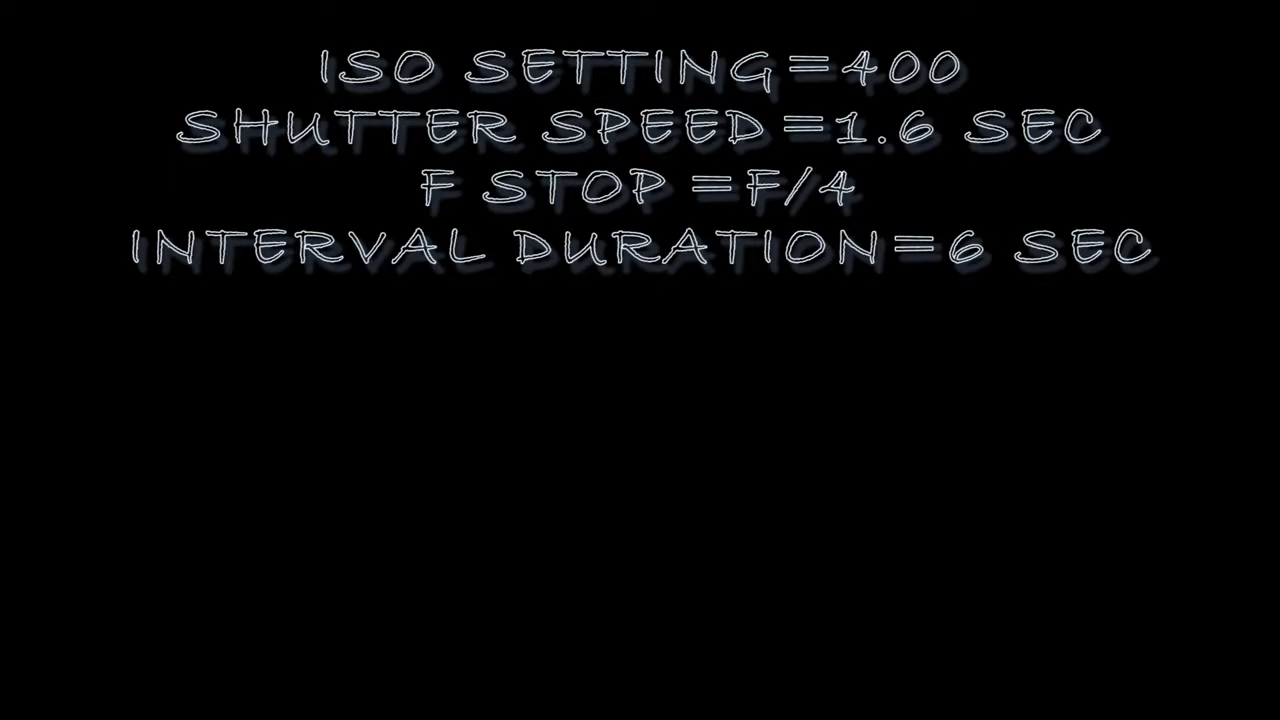 ISO SETTING=400
SHUTTER SPEED =1.6 SEC
F STOP =F/4
INTERVAL DURATION=6 SEC